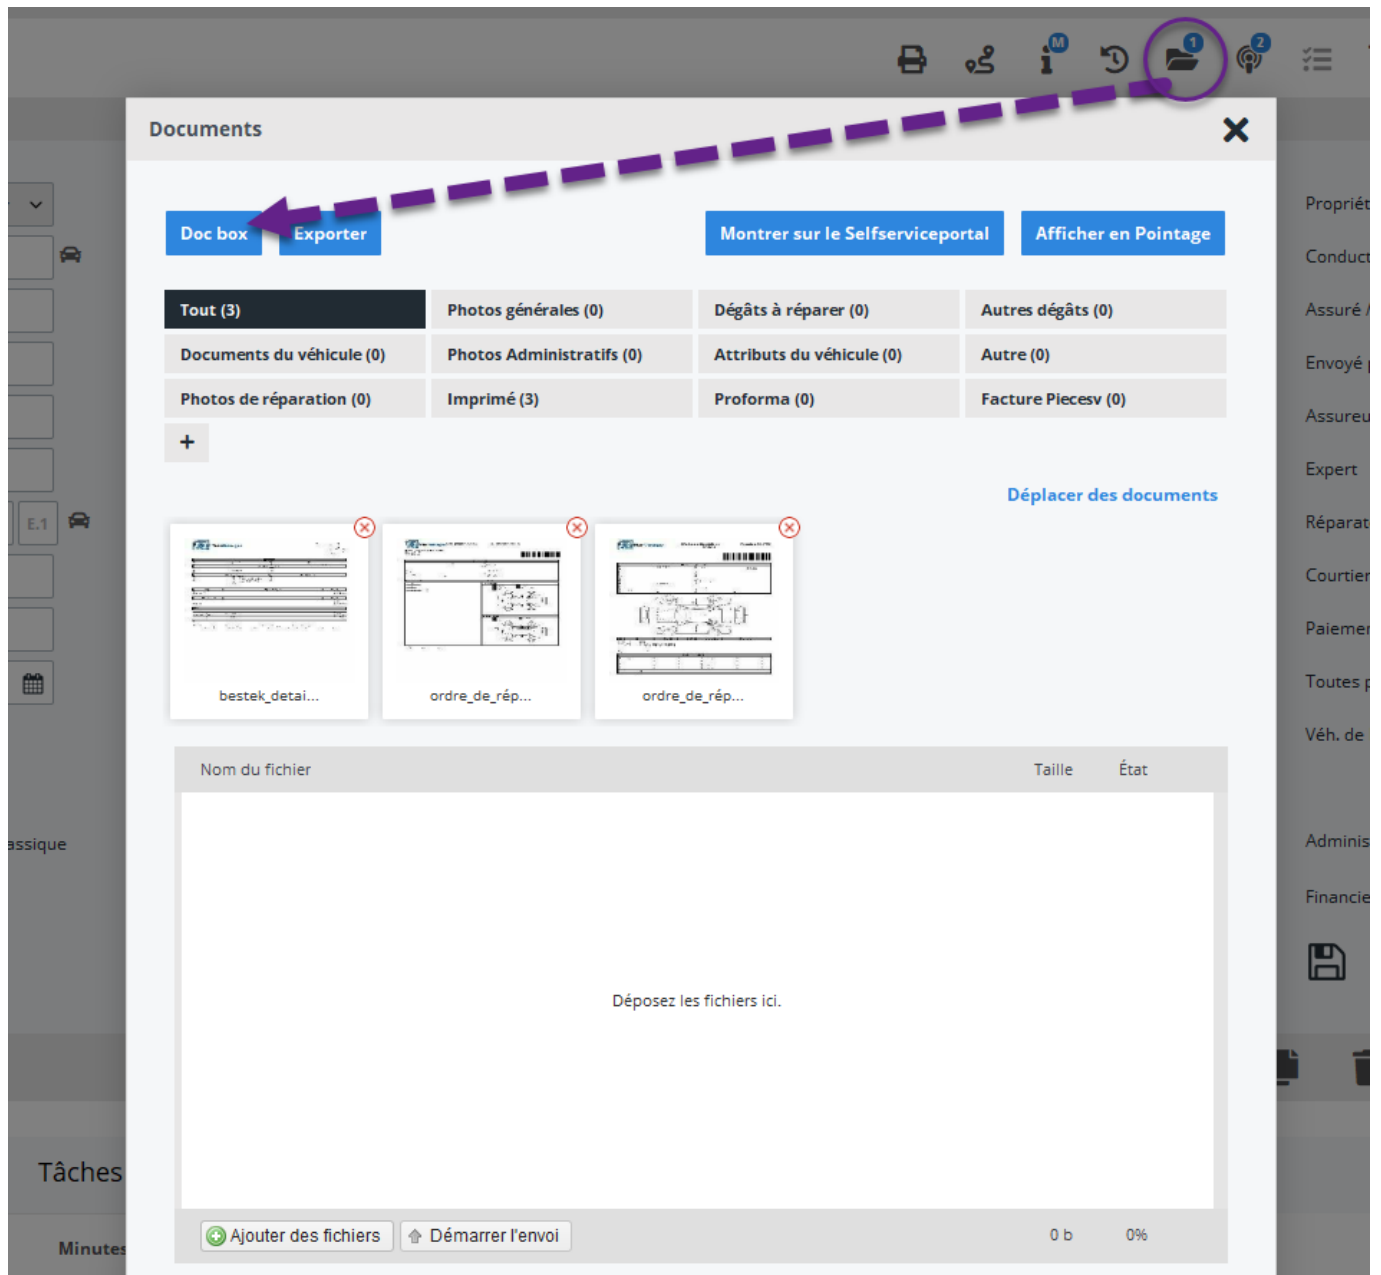 M
1
2
Documents
Doc box
Exporter
Montrer sur le Selfserviceportal
Afficher en Pointage
Tout (3)
Photos générales (0)
Dégâts à réparer (0)
Autres dégâts (0)
Documents du véhicule (0)
Photos Administratifs (0)
Attributs du véhicule (0)
Autre (0)
Photos de réparation (0)
Imprimé (3)
Proforma (0)
Facture Piecesv (0)
+
Déplacer des documents
bestek_detai...
ordre_de_rép...
ordre_de_rép...
Nom du fichier
Taille
État
Déposez les fichiers ici.
Ajouter des fichiers
Démarrer l'envoi
0 b
0%
E.1
assique
Tâches
Minutes
Propriét
Conduct
Assuré /
Envoyé p
Assureu
Expert
Réparat
Courtier
Paiemer
Toutes p
Véh. de
Adminis
Financie